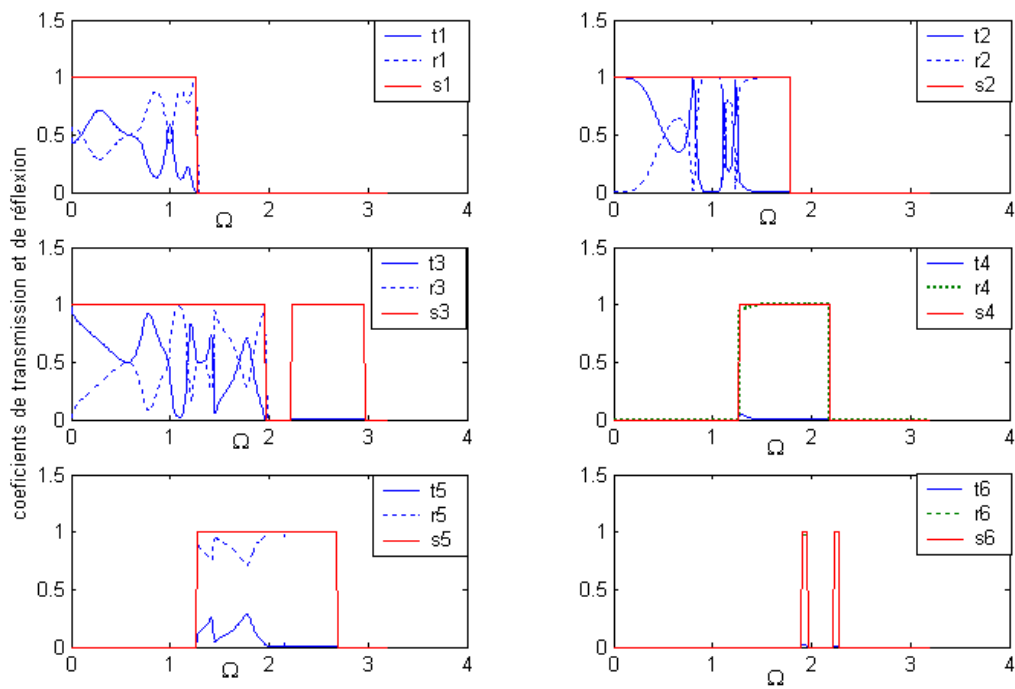 coeficients de transmission et de réflexion
1.5
1
0.5
0
0 1 2 3 4
Ω
t1
r1
s1
1.5
1
0.5
0
0 1 2 3 4
Ω
t2
r2
s2
1.5
1
0.5
0
0 1 2 3 4
Ω
t3
r3
s3
1.5
1
0.5
0
0 1 2 3 4
Ω
t4
r4
s4
1.5
1
0.5
0
0 1 2 3 4
Ω
t5
r5
s5
1.5
1
0.5
0
0 1 2 3 4
Ω
t6
r6
s6